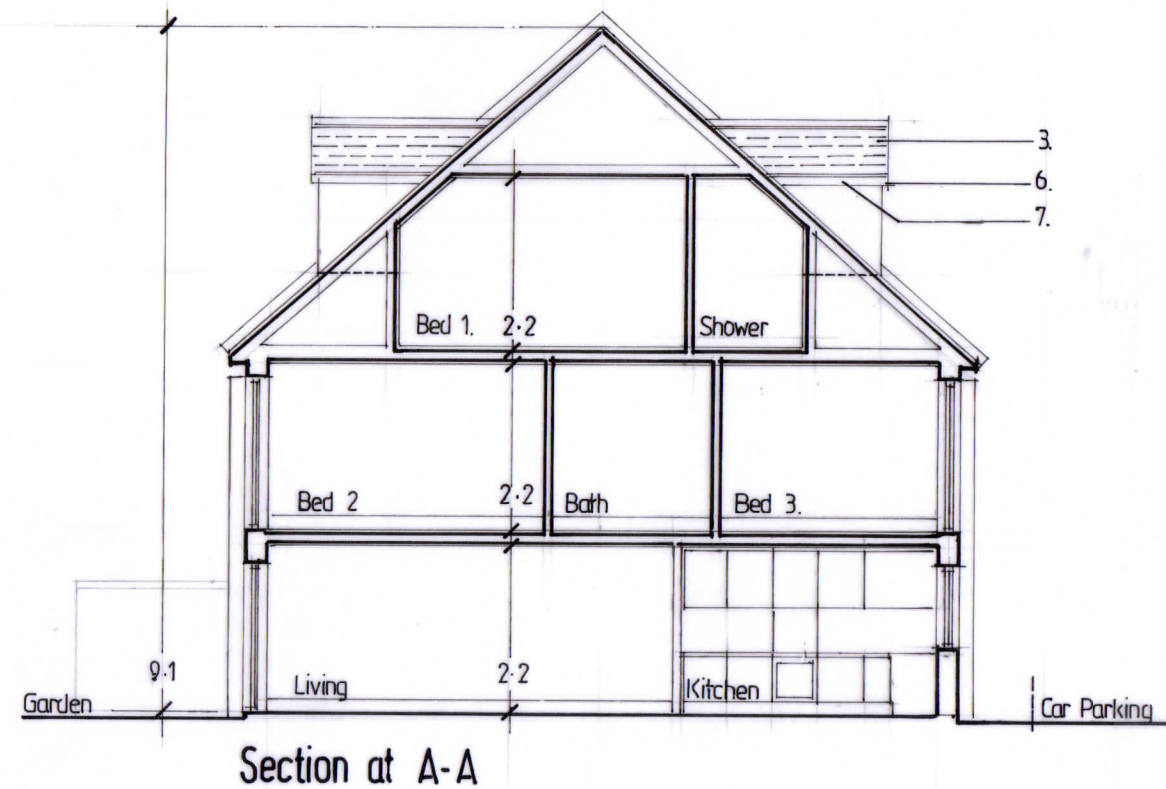 3.
6.
7.
Bed 1. 2·2 Shower
Bed 2 2·2 Bath Bed 3.
9·1
Living 2·2 Kitchen
Garden
Car Parking
Section at A-A